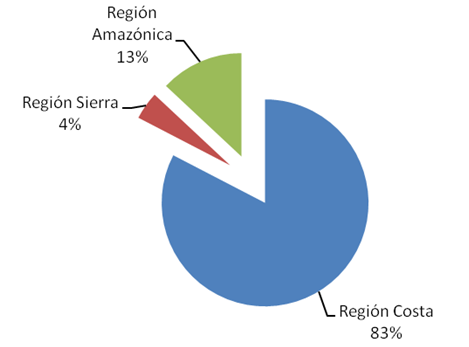 Región
Amazónica
13%
Región Sierra
4%
Región Costa
83%